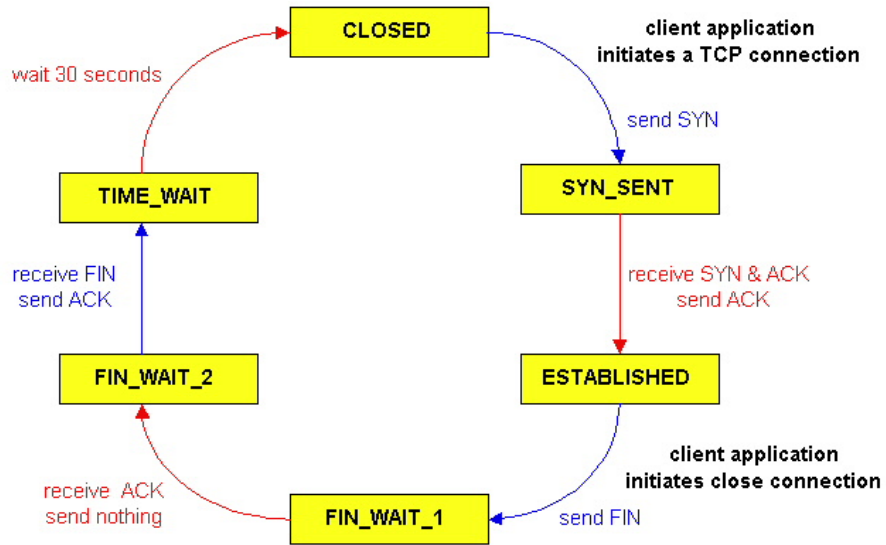 CLOSED
client application
initiates a TCP connection
wait 30 seconds
send SYN
TIME_WAIT
SYN_SENT
receive FIN
send ACK
receive SYN & ACK
send ACK
FIN_WAIT_2
ESTABLISHED
client application
initiates close connection
receive ACK
send nothing
FIN_WAIT_1
send FIN